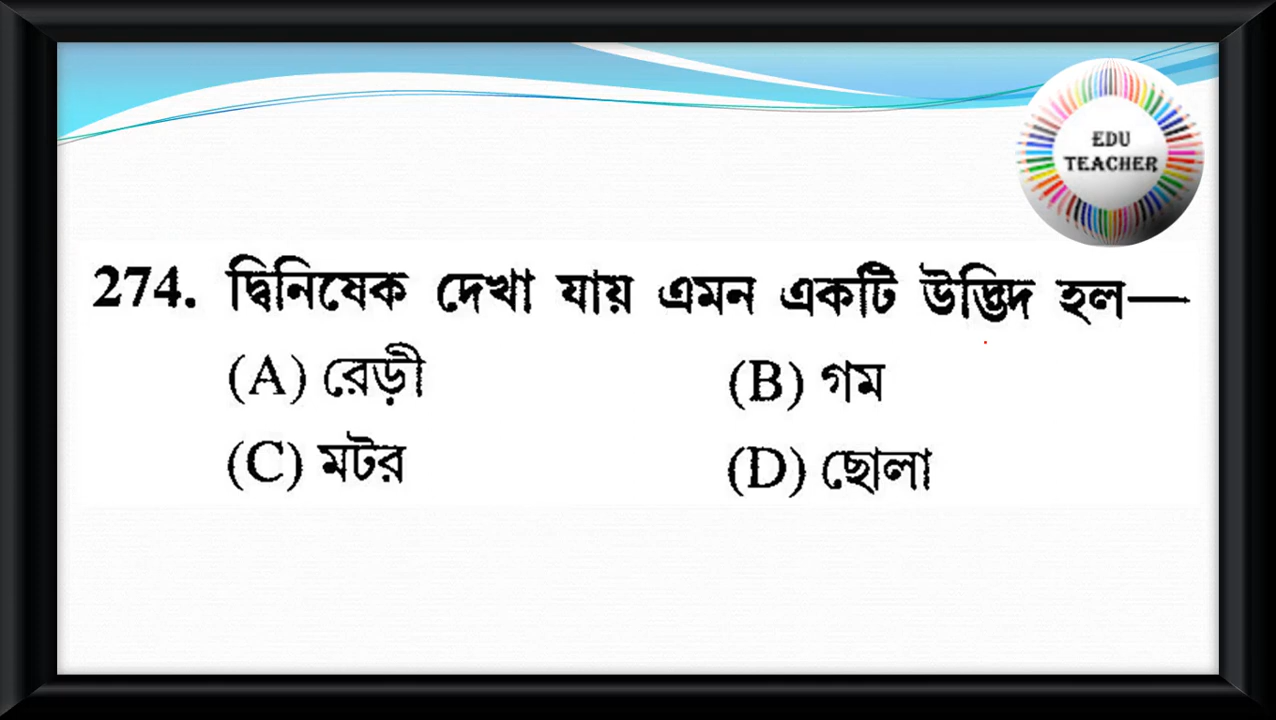 EDU
TEACHER
274. দ্বিনিষেক দেখা যায় এমন একটি উদ্ভিদ হল—
(A) রেড়ী (B) গম
(C) মটর (D) ছোলা